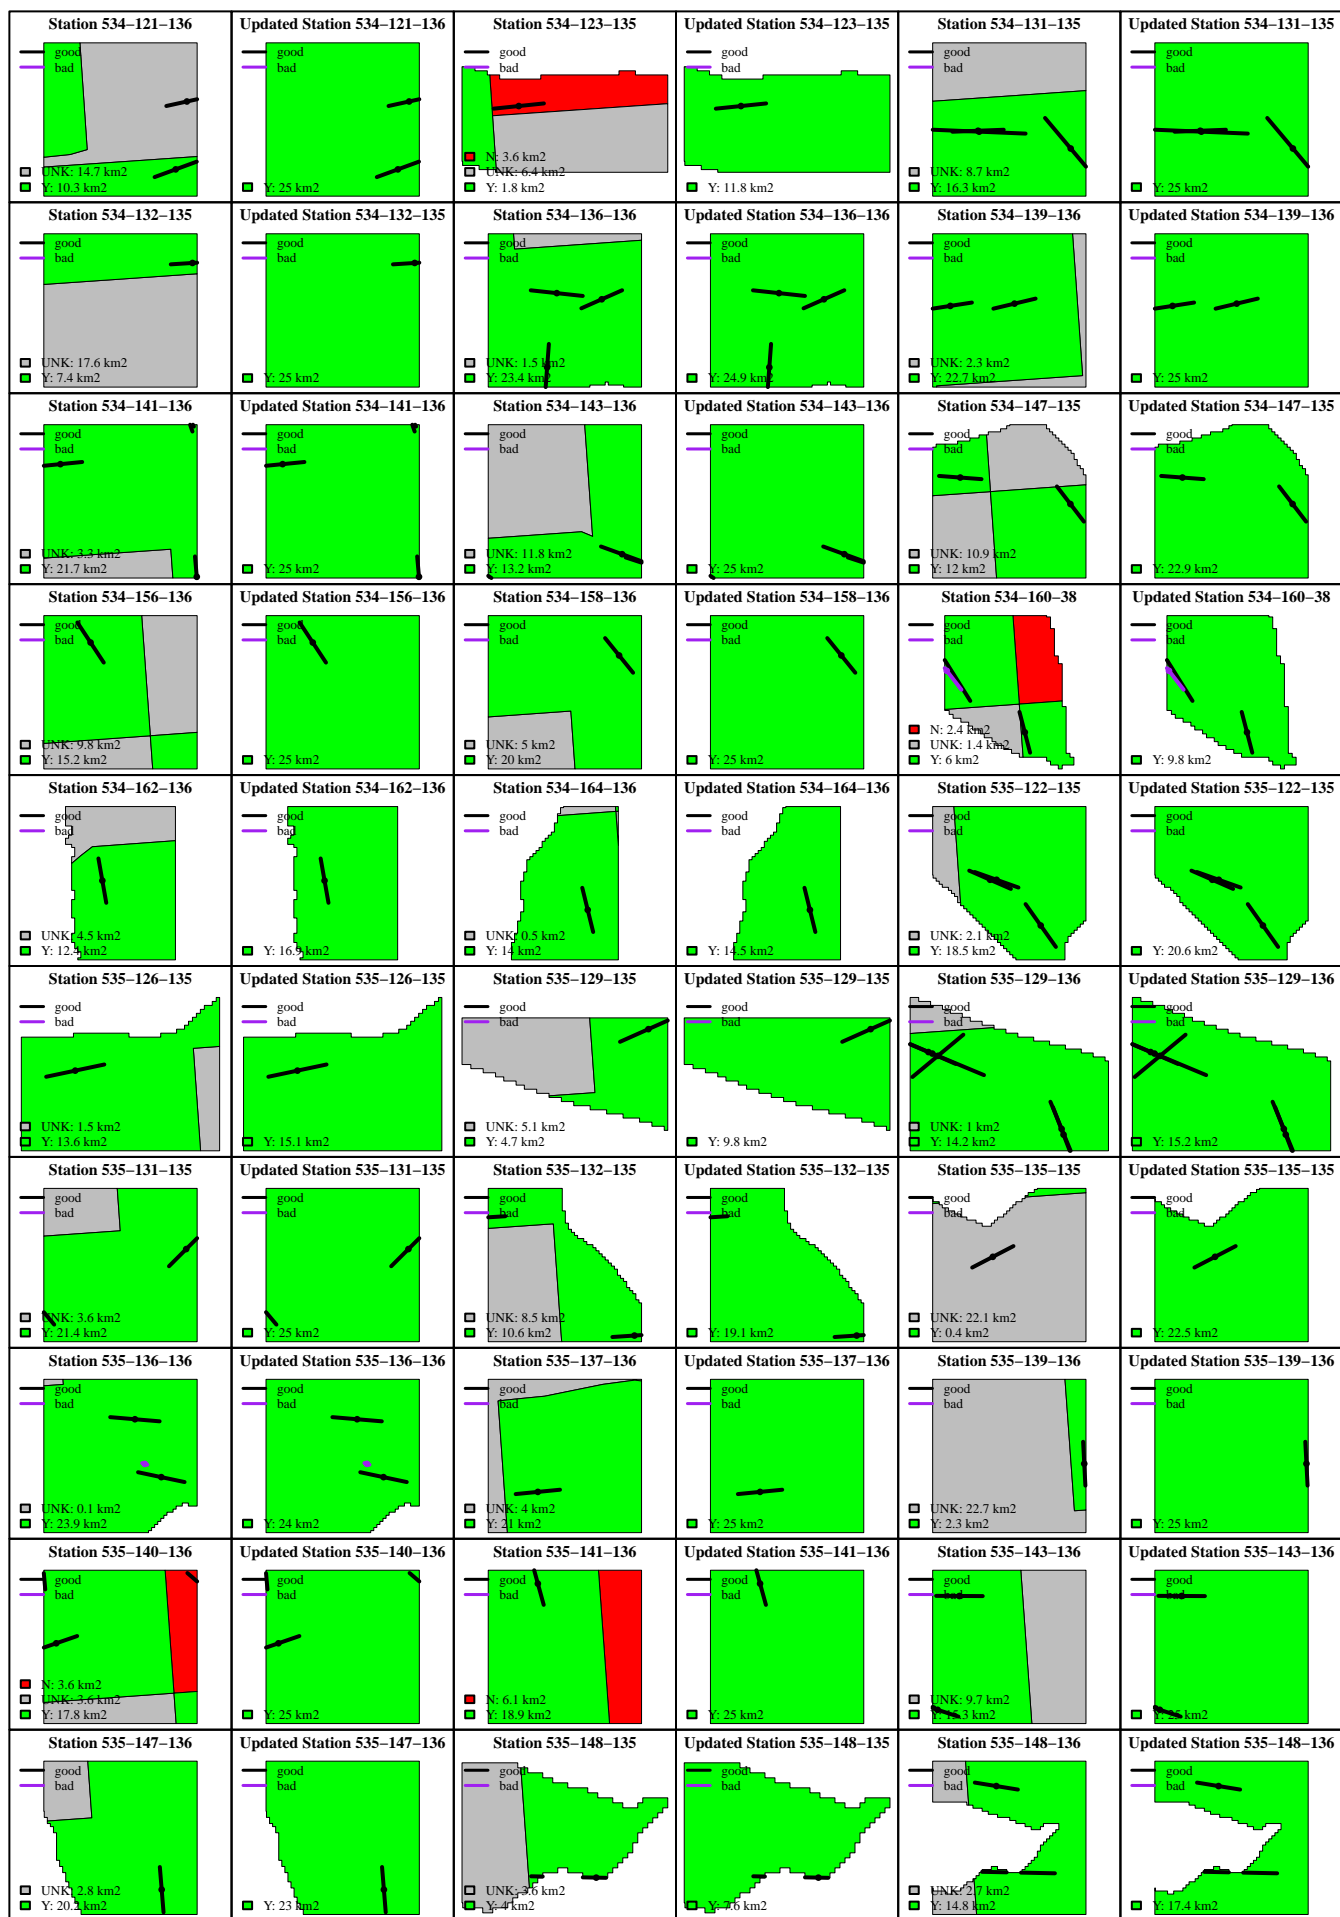 Station 534−121−136
good
bad
UNK: 14.7 km2
Y: 10.3 km2
Updated Station 534−121−136
good
bad
Y: 25 km2
Station 534−123−135
good
bad
N: 3.6 km2
UNK: 6.4 km2
Y: 1.8 km2
Updated Station 534−123−135
good
bad
Y: 11.8 km2
Station 534−131−135
good
bad
UNK: 8.7 km2
Y: 16.3 km2
Updated Station 534−131−135
good
bad
Y: 25 km2
Station 534−132−135
good
bad
UNK: 17.6 km2
Y: 7.4 km2
Updated Station 534−132−135
good
bad
Y: 25 km2
Station 534−136−136
good
bad
UNK: 1.5 km2
Y: 23.4 km2
Updated Station 534−136−136
good
bad
Y: 24.9 km2
Station 534−139−136
good
bad
UNK: 2.3 km2
Y: 22.7 km2
Updated Station 534−139−136
good
bad
Y: 25 km2
Station 534−141−136
good
bad
UNK: 3.3 km2
Y: 21.7 km2
Updated Station 534−141−136
good
bad
Y: 25 km2
Station 534−143−136
good
bad
UNK: 11.8 km2
Y: 13.2 km2
Updated Station 534−143−136
good
bad
Y: 25 km2
Station 534−147−135
good
bad
UNK: 10.9 km2
Y: 12 km2
Updated Station 534−147−135
good
bad
Y: 22.9 km2
Station 534−156−136
good
bad
UNK: 9.8 km2
Y: 15.2 km2
Updated Station 534−156−136
good
bad
Y: 25 km2
Station 534−158−136
good
bad
UNK: 5 km2
Y: 20 km2
Updated Station 534−158−136
good
bad
Y: 25 km2
Station 534−160−38
good
bad
N: 2.4 km2
UNK: 1.4 km2
Y: 6 km2
Updated Station 534−160−38
good
bad
Y: 9.8 km2
Station 534−162−136
good
bad
UNK: 4.5 km2
Y: 12.4 km2
Updated Station 534−162−136
good
bad
Y: 16.9 km2
Station 534−164−136
good
bad
UNK: 0.5 km2
Y: 14 km2
Updated Station 534−164−136
good
bad
Y: 14.5 km2
Station 535−122−135
good
bad
UNK: 2.1 km2
Y: 18.5 km2
Updated Station 535−122−135
good
bad
Y: 20.6 km2
Station 535−126−135
good
bad
UNK: 1.5 km2
Y: 13.6 km2
Updated Station 535−126−135
good
bad
Y: 15.1 km2
Station 535−129−135
good
bad
UNK: 5.1 km2
Y: 4.7 km2
Updated Station 535−129−135
good
bad
Y: 9.8 km2
Station 535−129−136
good
bad
UNK: 1 km2
Y: 14.2 km2
Updated Station 535−129−136
good
bad
Y: 15.2 km2
Station 535−131−135
good
bad
UNK: 3.6 km2
Y: 21.4 km2
Updated Station 535−131−135
good
bad
Y: 25 km2
Station 535−132−135
good
bad
UNK: 8.5 km2
Y: 10.6 km2
Updated Station 535−132−135
good
bad
Y: 19.1 km2
Station 535−135−135
good
bad
UNK: 22.1 km2
Y: 0.4 km2
Updated Station 535−135−135
good
bad
Y: 22.5 km2
Station 535−136−136
good
bad
UNK: 0.1 km2
Y: 23.9 km2
Updated Station 535−136−136
good
bad
Y: 24 km2
Station 535−137−136
good
bad
UNK: 4 km2
Y: 21 km2
Updated Station 535−137−136
good
bad
Y: 25 km2
Station 535−139−136
good
bad
UNK: 22.7 km2
Y: 2.3 km2
Updated Station 535−139−136
good
bad
Y: 25 km2
Station 535−140−136
good
bad
N: 3.6 km2
UNK: 3.6 km2
Y: 17.8 km2
Updated Station 535−140−136
good
bad
Y: 25 km2
Station 535−141−136
good
bad
N: 6.1 km2
Y: 18.9 km2
Updated Station 535−141−136
good
bad
Y: 25 km2
Station 535−143−136
good
bad
UNK: 9.7 km2
Y: 15.3 km2
Updated Station 535−143−136
good
bad
Y: 25 km2
Station 535−147−136
good
bad
UNK: 2.8 km2
Y: 20.2 km2
Updated Station 535−147−136
good
bad
Y: 23 km2
Station 535−148−135
good
bad
UNK: 3.6 km2
Y: 4 km2
Updated Station 535−148−135
good
bad
Y: 7.6 km2
Station 535−148−136
good
bad
UNK: 2.7 km2
Y: 14.8 km2
Updated Station 535−148−136
good
bad
Y: 17.4 km2